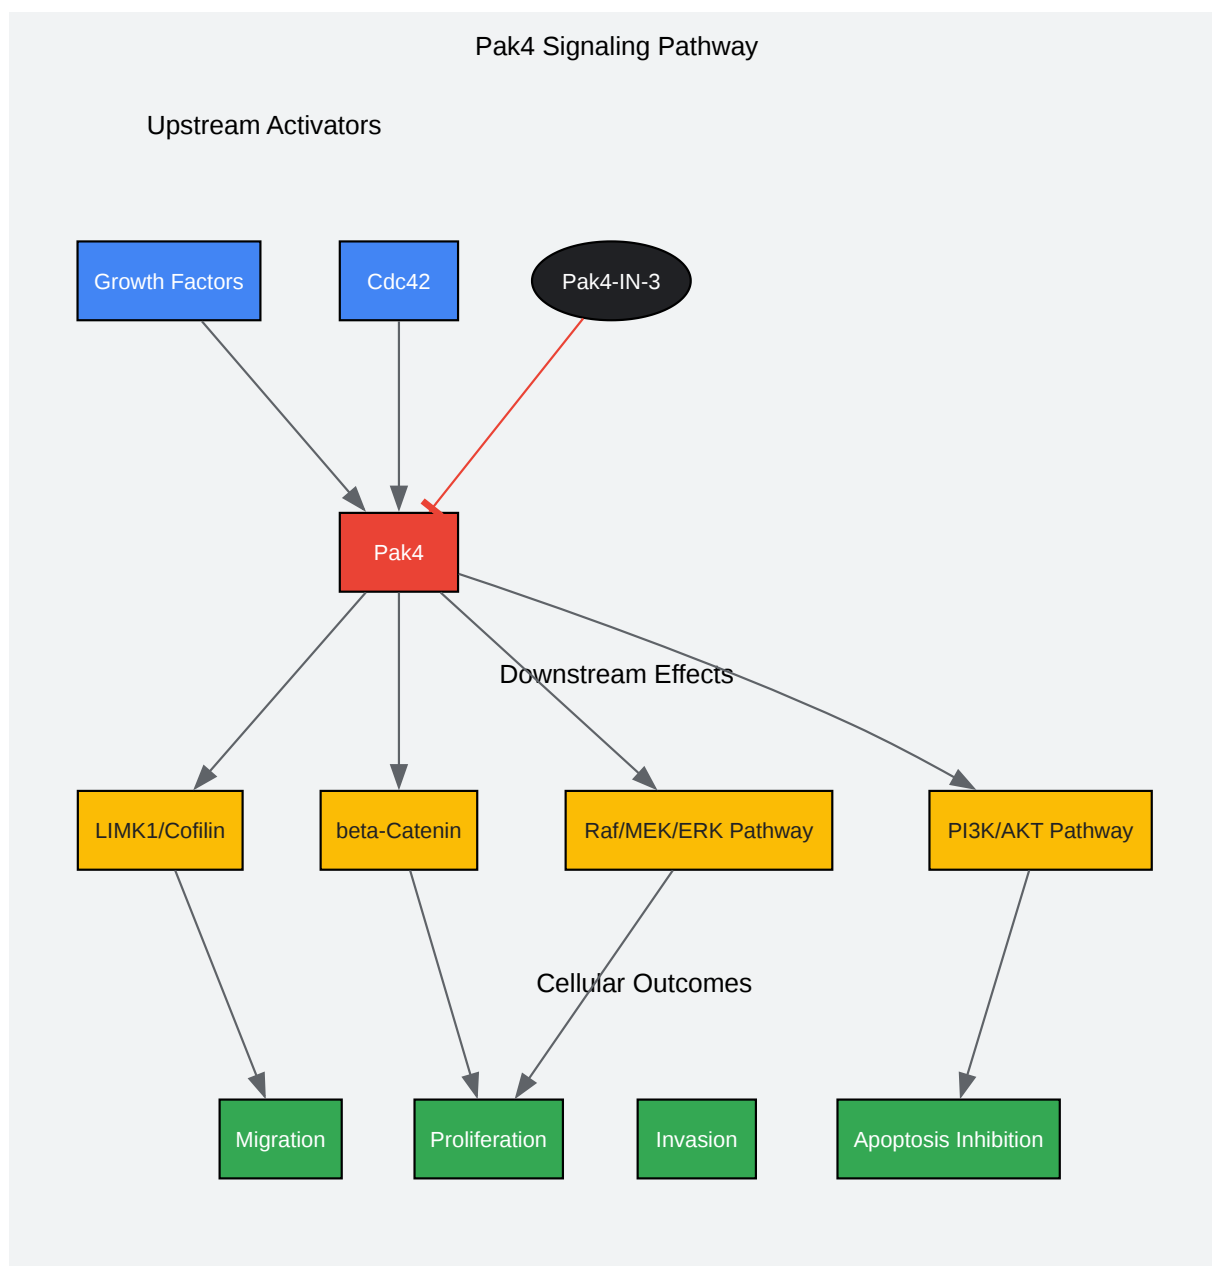 Pak4 Signaling Pathway
Upstream Activators
Growth Factors
Cdc42
Pak4-IN-3
Pak4
Downstream Effects
LIMK1/Cofilin
beta-Catenin
Raf/MEK/ERK Pathway
PI3K/AKT Pathway
Cellular Outcomes
Migration
Proliferation
Invasion
Apoptosis Inhibition